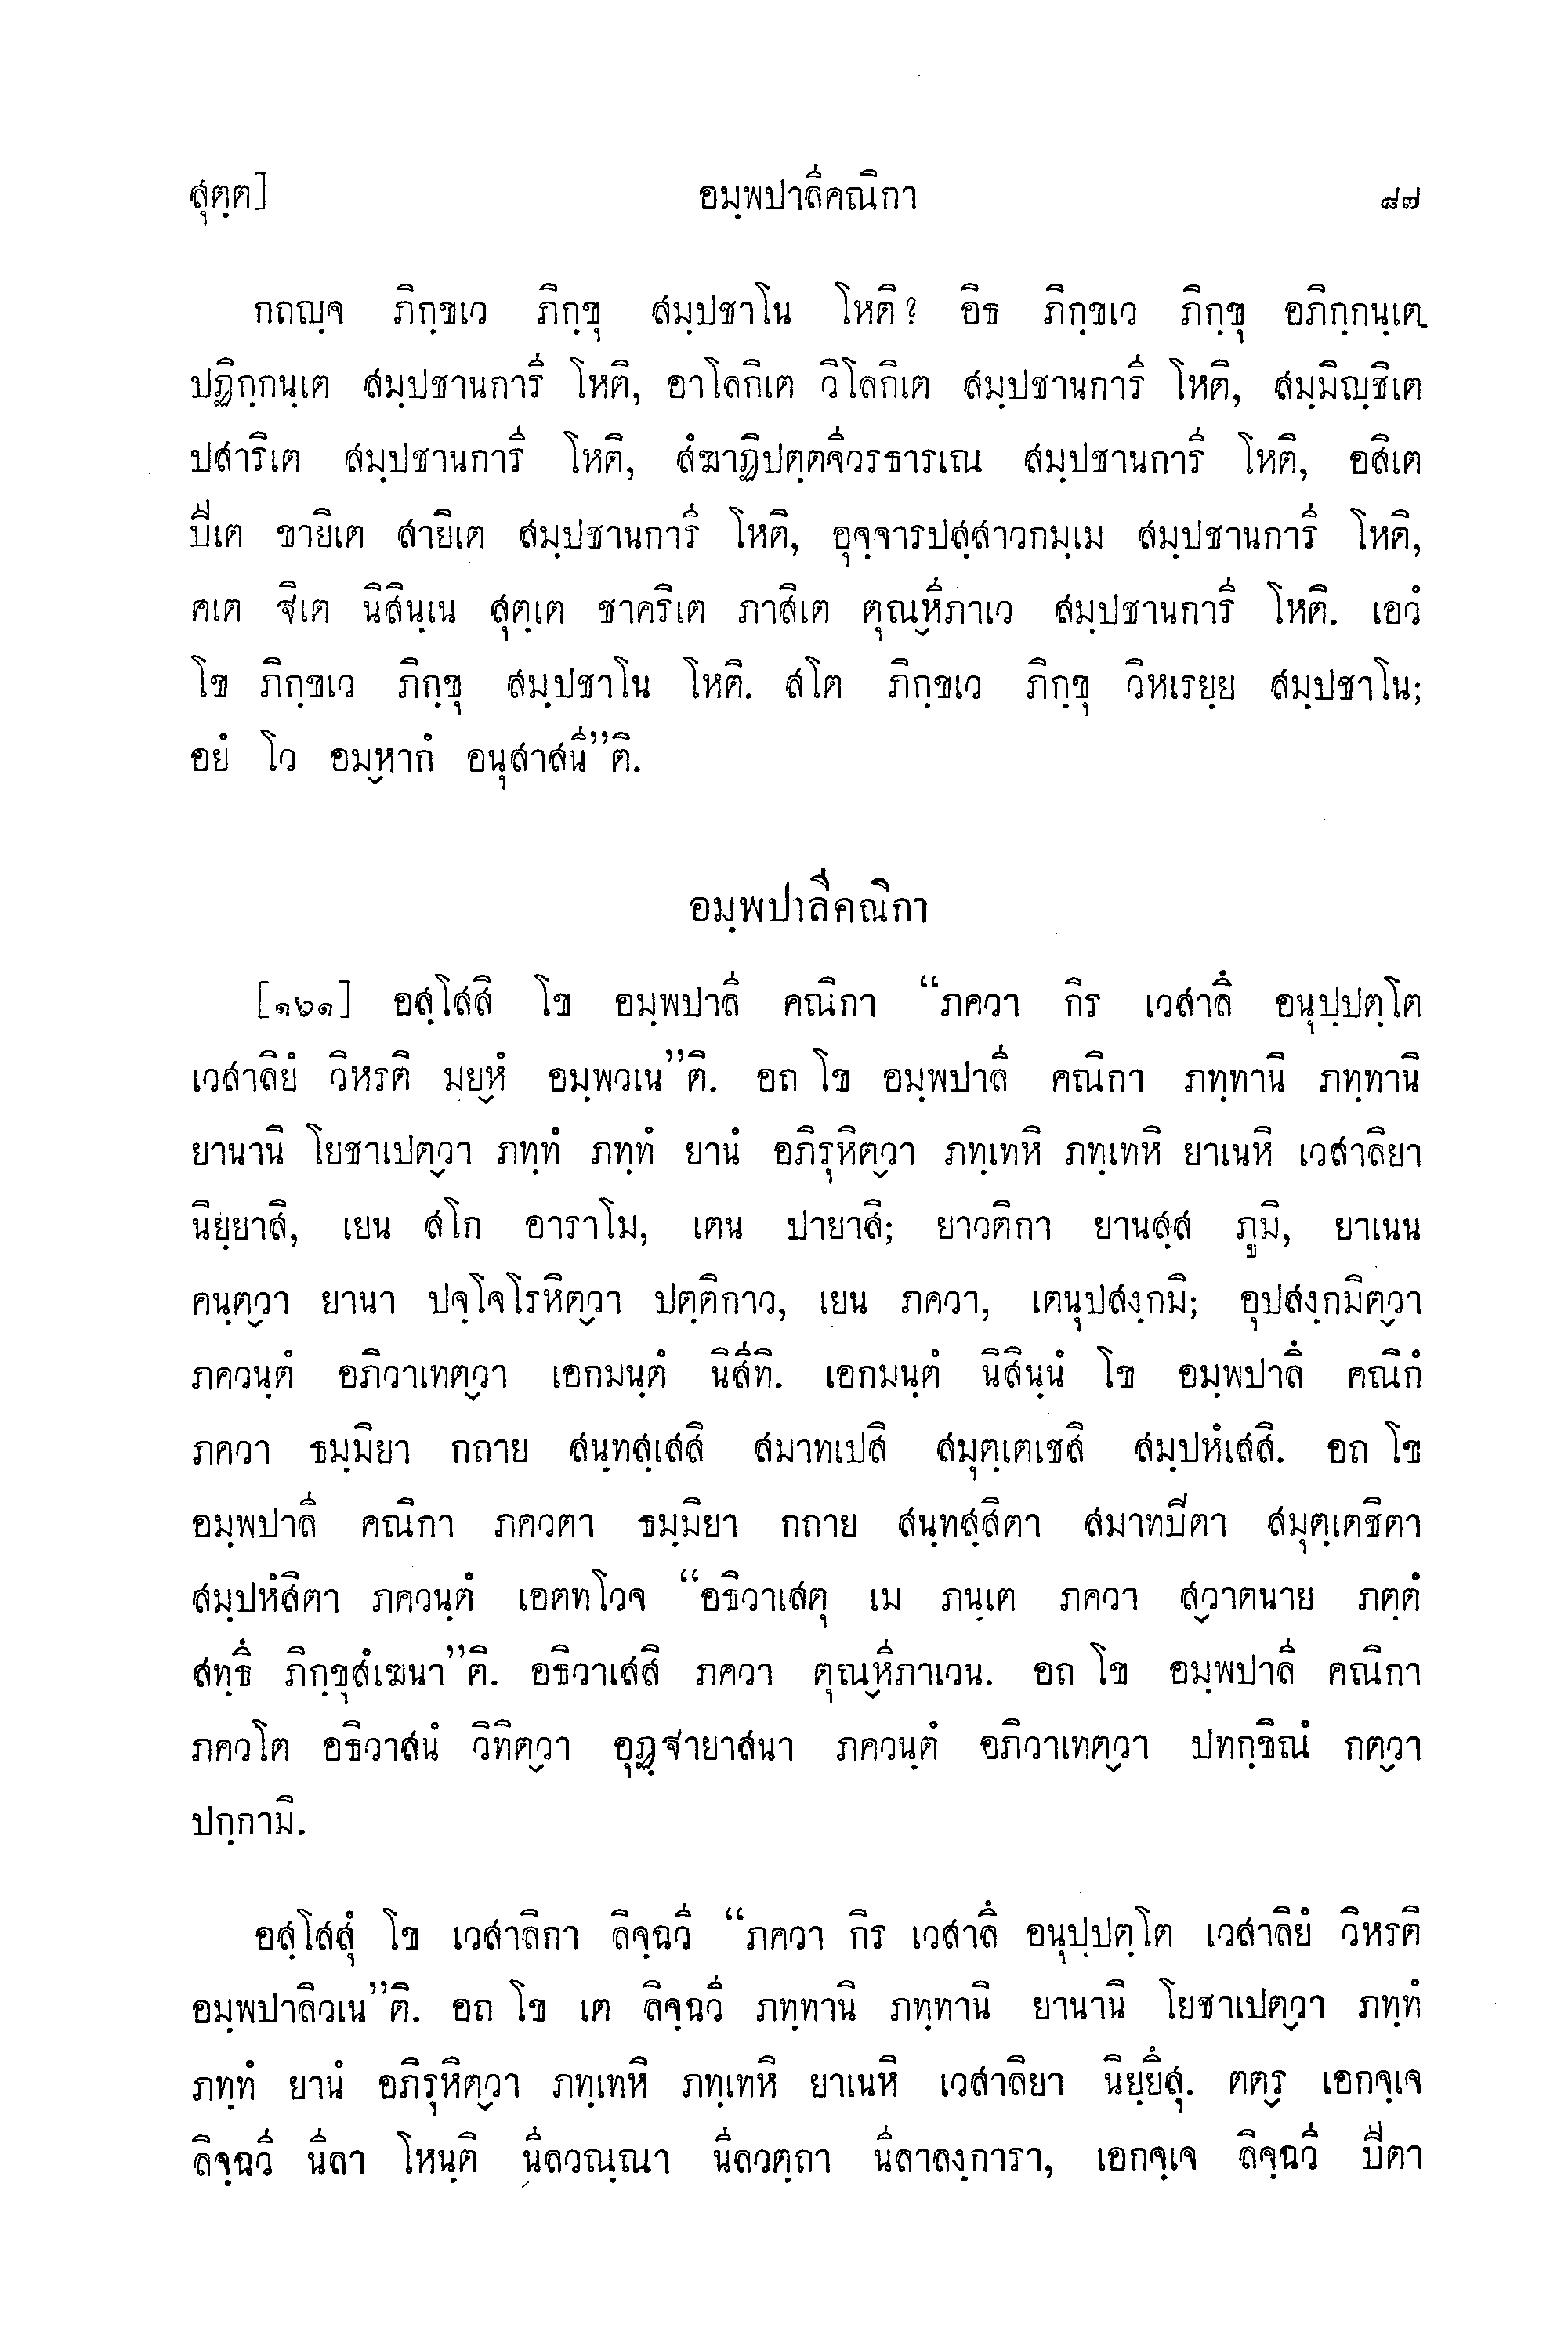 สุตฺต] อมฺพปาลีคณิกา ๘๗
กถญฺจ ภิกฺขเว ภิกฺขุ สมฺปชาโน โหติ? อิธ ภิกฺขเว ภิกฺขุ อภิกฺกนฺเต
ปฏิกฺกนฺเต สมฺปชานการี โหติ, อาโลกิเต วิโลกิเต สมฺปชานการี โหติ, สมฺมิญฺชิเต
ปสาริเต สมฺปชานการี โหติ, สํฆาฏิปตฺตจีวรธารเณ สมฺปชานการี โหติ, อสิเต
ปีเต ขายิเต สายิเต สมฺปชานการี โหติ, อุจฺจารปสฺสาวกมฺเม สมฺปชานการี โหติ,
คเต ฐิเต นิสินฺเน สุตฺเต ชาคริเต ภาสิเต ตุณฺหีภาเว สมฺปชานการี โหติ. เอวํ
โข ภิกฺขเว ภิกฺขุ สมฺปชาโน โหติ. สโต ภิกฺขเว ภิกฺขุ วิหเรยฺย สมฺปชาโน;
อยํ โว อมฺหากํ อนุสาสนี”ติ.
อมฺพปาลีคณิกา
[๑๖๑] อสฺโสสิ โข อมฺพปาลี คณิกา “ภควา กิร เวสาลึ อนุปฺปตฺโต
เวสาลิยํ วิหรติ มยฺหํ อมฺพวเน”ติ. อถ โข อมฺพปาลี คณิกา ภทฺทานิ ภทฺทานิ
ยานานิ โยชาเปตฺวา ภทฺทํ ภทฺทํ ยานํ อภิรุหิตฺวา ภทฺเทหิ ภทฺเทหิ ยาเนหิ เวสาลิยา
นิยฺยาสิ, เยน สโก อาราโม, เตน ปายาสิ; ยาวติกา ยานสฺส ภูมิ, ยาเนน
คนฺตฺวา ยานา ปจฺโจโรหิตฺวา ปตฺติกาว, เยน ภควา, เตนุปสงฺกมิ; อุปสงฺกมิตฺวา
ภควนฺตํ อภิวาเทตฺวา เอกมนฺตํ นิสีทิ. เอกมนฺตํ นิสินฺนํ โข อมฺพปาลึ คณิกํ
ภควา ธมฺมิยา กถาย สนฺทสฺเสสิ สมาทเปสิ สมุตฺเตเชสิ สมฺปหํเสสิ. อถ โข
อมฺพปาลี คณิกา ภควตา ธมฺมิยา กถาย สนฺทสฺสิตา สมาทปีตา สมุตฺเตชิตา
สมฺปหํสิตา ภควนฺตํ เอตทโวจ “อธิวาเสตุ เม ภนฺเต ภควา สฺวาตนาย ภตฺตํ
สทฺธึ ภิกฺขุสํเฆนา”ติ. อธิวาเสสิ ภควา ตุณฺหีภาเวน. อถ โข อมฺพปาลี คณิกา
ภควโต อธิวาสนํ วิทิตฺวา อุฏฺฐายาสนา ภควนฺตํ อภิวาเทตฺวา ปทกฺขิณํ กตฺวา
ปกฺกามิ.
อสฺโสสุํ โข เวสาลิกา ลิจฺฉวี “ภควา กิร เวสาลึ อนุปฺปตฺโต เวสาลิยํ วิหรติ
อมฺพปาลิวเน”ติ. อถ โข เต ลิจฺฉวี ภทฺทานิ ภทฺทานิ ยานานิ โยชาเปตฺวา ภทฺทํ
ภทฺทํ ยานํ อภิรุหิตฺวา ภทฺเทหิ ภทฺเทหิ ยาเนหิ เวสาลิยา นิยฺยึสุ. ตตฺร เอกจฺเจ
ลิจฺฉวี นีลา โหนฺติ นีลวณฺณา นีลวตฺถา นีลาลงฺการา, เอกจฺเจ ลิจฺฉวี ปีตา